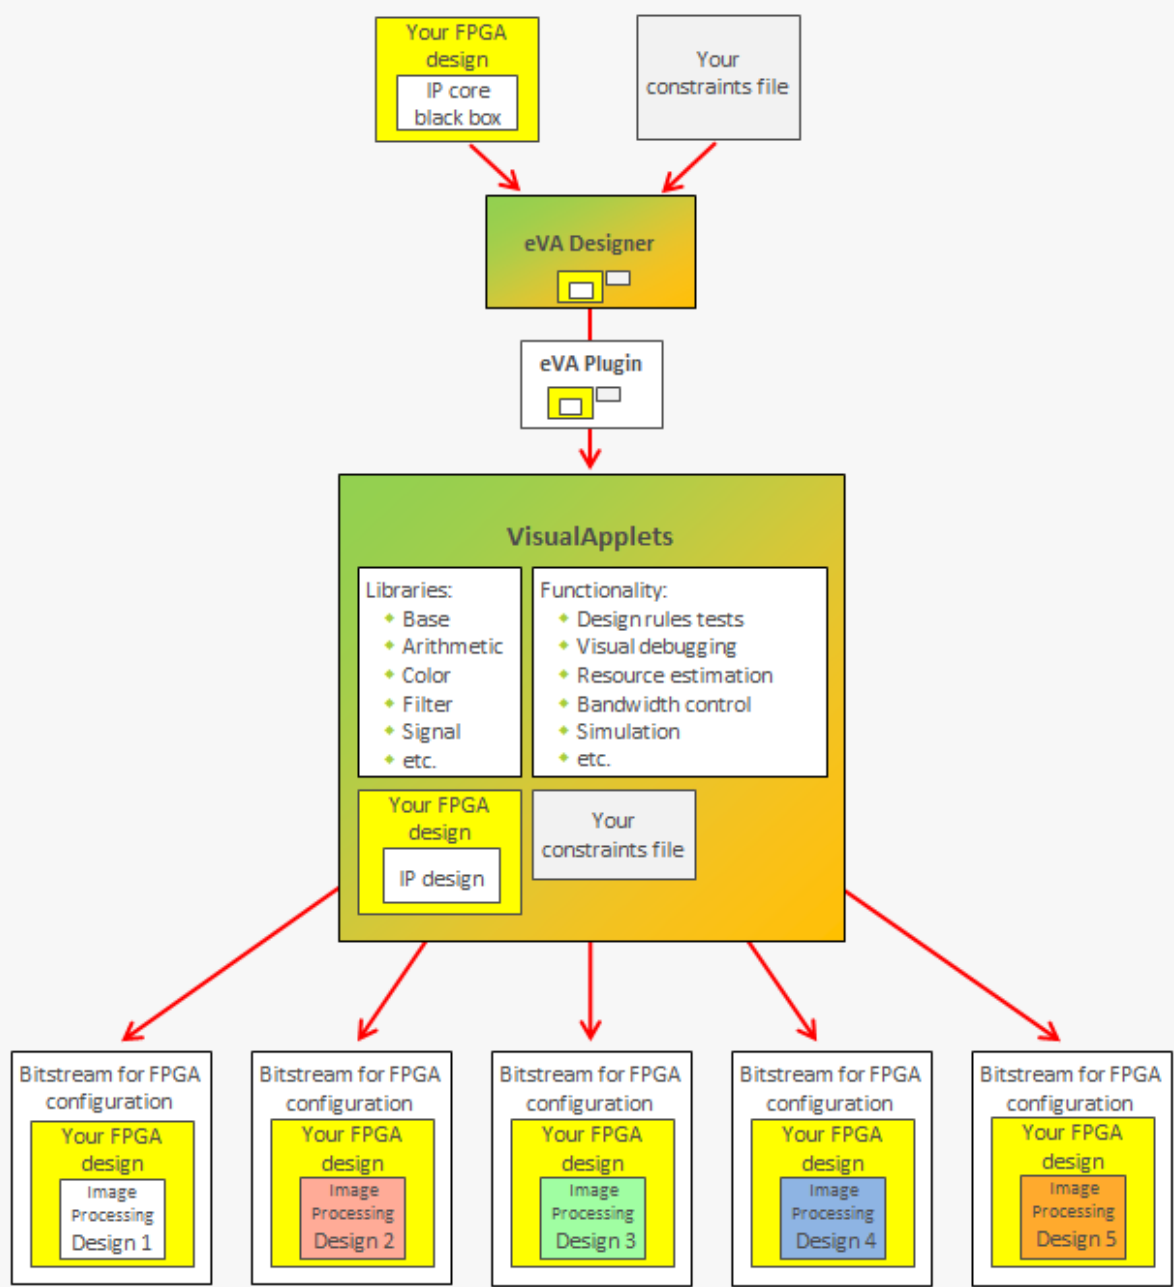 Your FPGA
design
IP core
black box
Your
constraints file
eVA Designer
eVA Plugin
VisualApplets
Libraries:
Base
Arithmetic
Color
Filter
Signal
etc.
Functionality:
Design rules tests
Visual debugging
Resource estimation
Bandwidth control
Simulation
etc.
Your FPGA
design
IP design
Your
constraints file
Bitstream for FPGA
configuration
Your FPGA
design
Image
Processing
Design 1
Bitstream for FPGA
configuration
Your FPGA
design
Image
Processing
Design 2
Bitstream for FPGA
configuration
Your FPGA
design
Image
Processing
Design 3
Bitstream for FPGA
configuration
Your FPGA
design
Image
Processing
Design 4
Bitstream for FPGA
configuration
Your FPGA
design
Image
Processing
Design 5